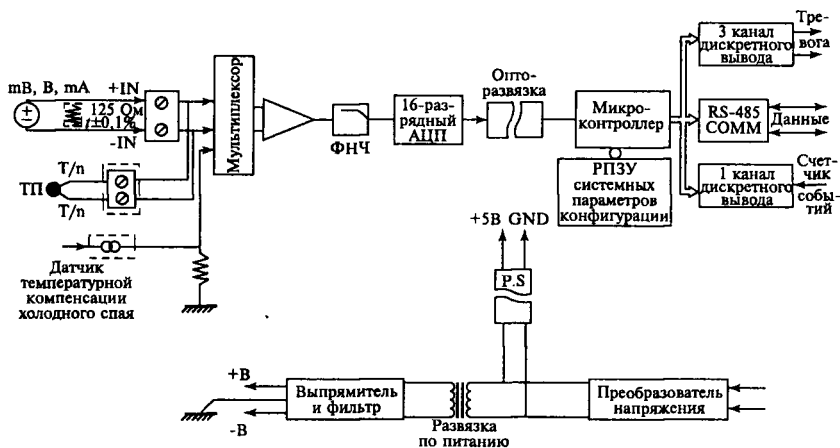 mB, B, mA
+IN
125 Ом
±0,1%
-IN
Т/п
ТП
Т/п
Датчик
температурной
компенсации
холодного спая
Мультиплексор
ФНЧ
16-раз-
рядный
АЦП
Опто-
развязка
Микро-
контроллер
РПЗУ
системных
параметров
конфигурации
3 канал
дискретного
вывода
Тре-
вога
RS-485
COMM
Данные
1 канал
дискретного
вывода
Счет-
чик
собы-
тий
+5В GND
P.S
+В
-В
Выпрямитель
и фильтр
Развязка
по питанию
Преобразователь
напряжения